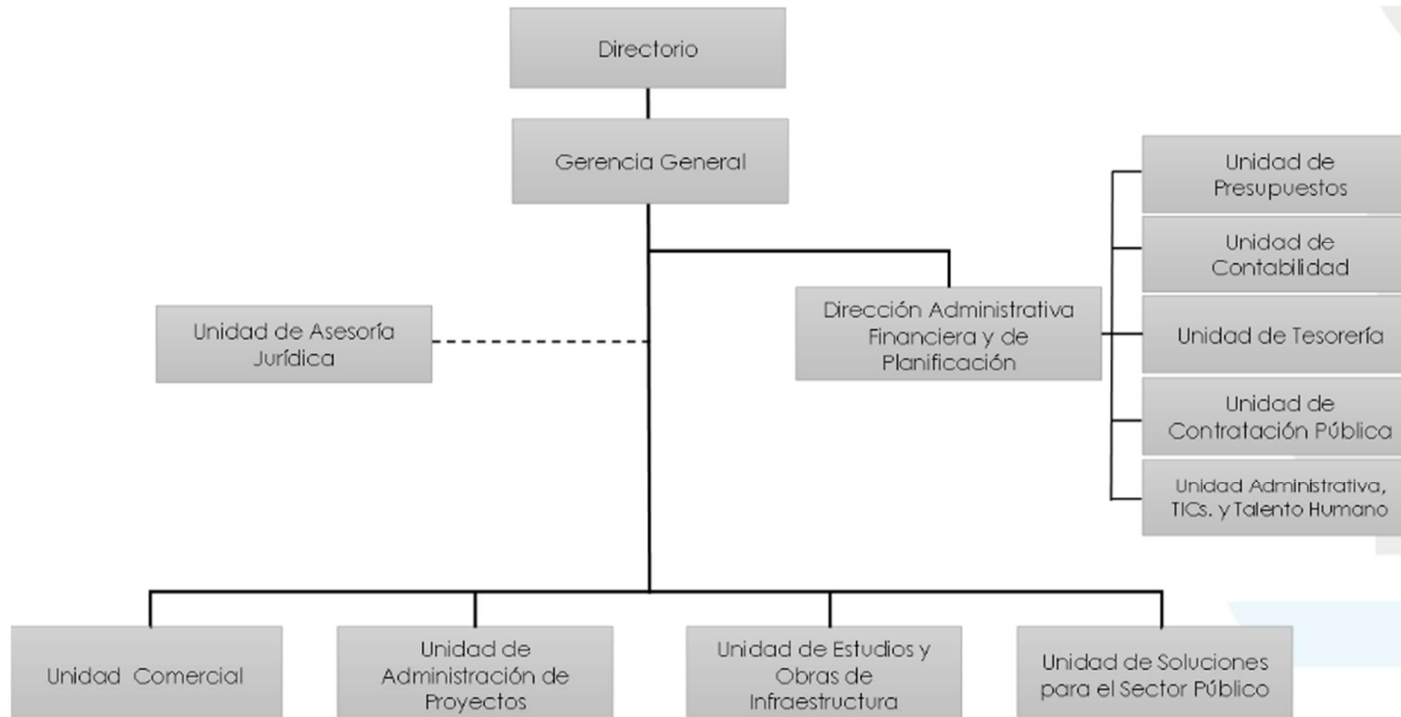 Directorio
Gerencia General
Unidad de
Presupuestos
Unidad de
Contabilidad
Unidad de Asesoría
Jurídica
Dirección Administrativa
Financiera y de
Planificación
Unidad de Tesorería
Unidad de
Contratación Pública
Unidad Administrativa,
TICs. y Talento Humano
Unidad Comercial
Unidad de
Administración de
Proyectos
Unidad de Estudios y
Obras de
Infraestructura
Unidad de Soluciones
para el Sector Público